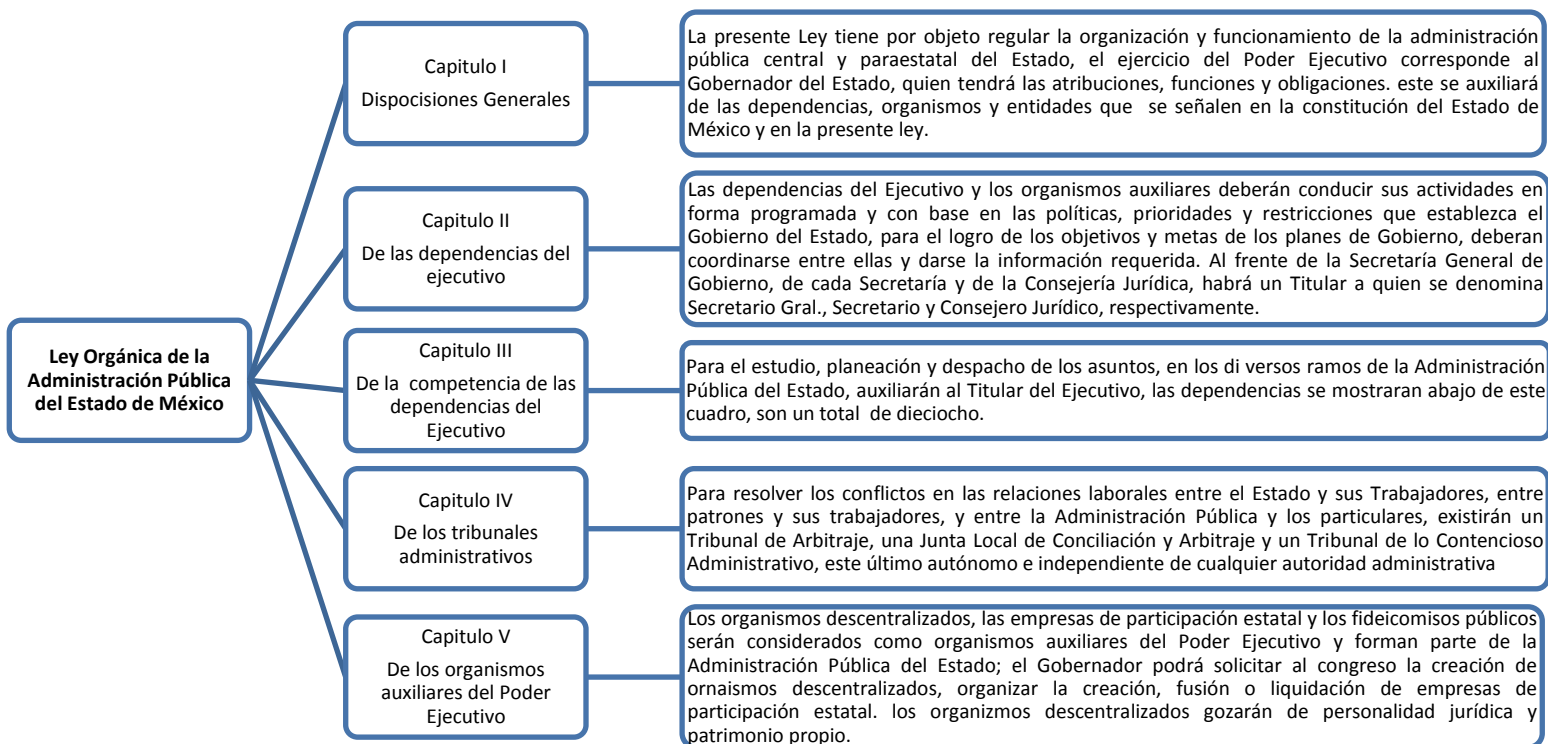 Ley Orgánica de la
Administración Pública
del Estado de México
Capitulo I
Dispocisiones Generales
La presente Ley tiene por objeto regular la organización y funcionamiento de la administración
pública central y paraestatal del Estado, el ejercicio del Poder Ejecutivo corresponde al
Gobernador del Estado, quien tendrá las atribuciones, funciones y obligaciones. este se auxiliará
de las dependencias, organismos y entidades que se señalen en la constitución del Estado de
México y en la presente ley.
Capitulo II
De las dependencias del
ejecutivo
Las dependencias del Ejecutivo y los organismos auxiliares deberán conducir sus actividades en
forma programada y con base en las políticas, prioridades y restricciones que establezca el
Gobierno del Estado, para el logro de los objetivos y metas de los planes de Gobierno, deberan
coordinarse entre ellas y darse la información requerida. Al frente de la Secretaría General de
Gobierno, de cada Secretaría y de la Consejería Jurídica, habrá un Titular a quien se denomina
Secretario Gral., Secretario y Consejero Jurídico, respectivamente.
Capitulo III
De la competencia de las
dependencias del
Ejecutivo
Para el estudio, planeación y despacho de los asuntos, en los di versos ramos de la Administración
Pública del Estado, auxiliarán al Titular del Ejecutivo, las dependencias se mostraran abajo de este
cuadro, son un total de dieciocho.
Capitulo IV
De los tribunales
administrativos
Para resolver los conflictos en las relaciones laborales entre el Estado y sus Trabajadores, entre
patrones y sus trabajadores, y entre la Administración Pública y los particulares, existirán un
Tribunal de Arbitraje, una Junta Local de Conciliación y Arbitraje y un Tribunal de lo Contencioso
Administrativo, este último autónomo e independiente de cualquier autoridad administrativa
Capitulo V
De los organismos
auxiliares del Poder
Ejecutivo
Los organismos descentralizados, las empresas de participación estatal y los fideicomisos públicos
serán considerados como organismos auxiliares del Poder Ejecutivo y forman parte de la
Administración Pública del Estado; el Gobernador podrá solicitar al congreso la creación de
ornaismos descentralizados, organizar la creación, fusión o liquidación de empresas de
participación estatal. los organizmos descentralizados gozarán de personalidad jurídica y
patrimonio propio.